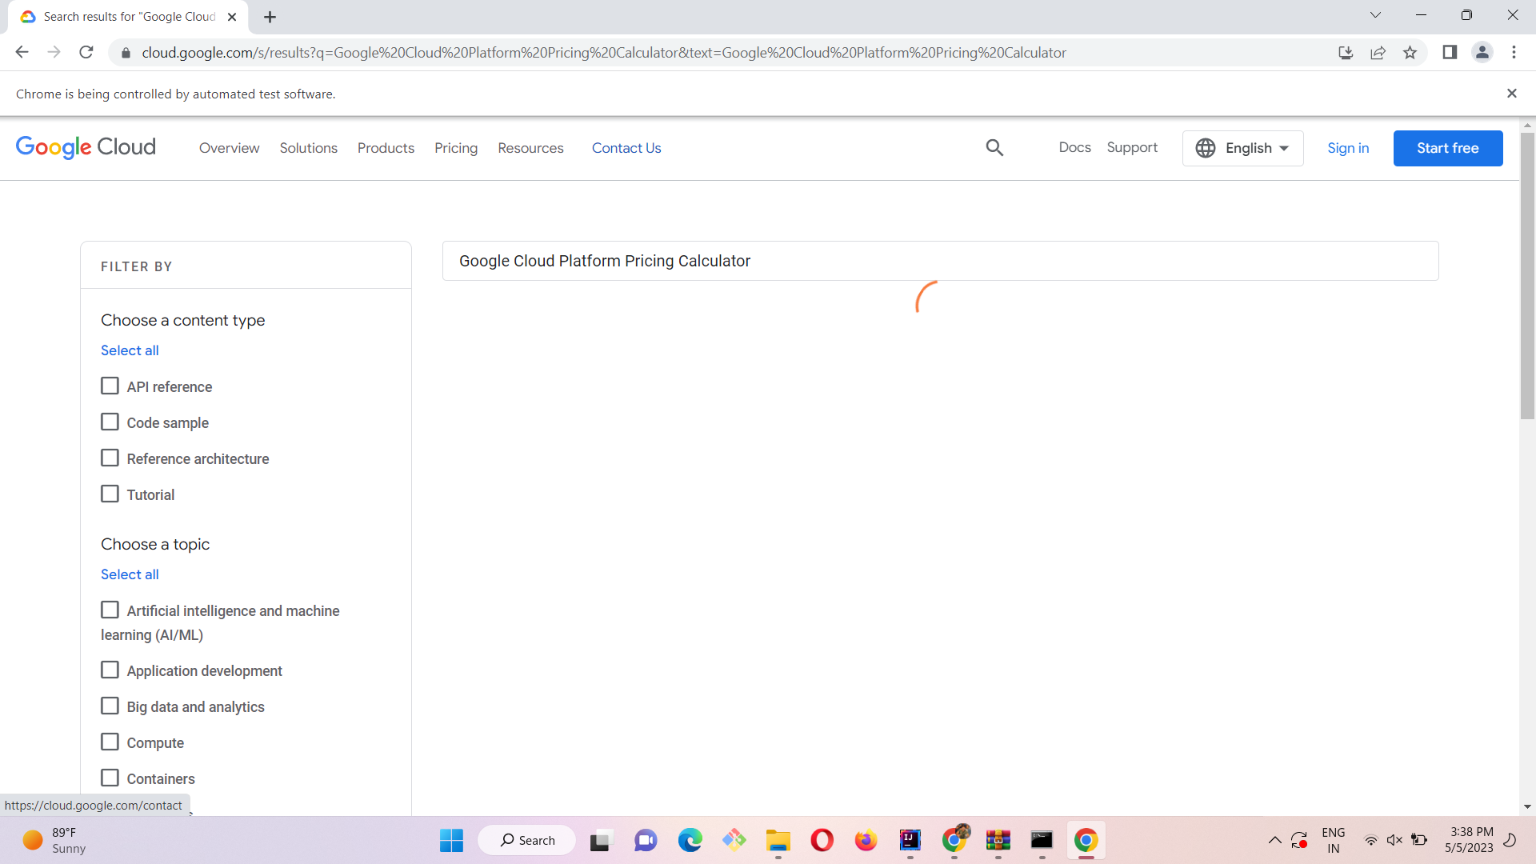 Search results for "Google Cloud
cloud.google.com/s/results?q=Google%20Cloud%20Platform%20Pricing%20Calculator&text=Google%20Cloud%20Platform%20Pricing%20Calculator
Chrome is being controlled by automated test software.
Google Cloud Overview Solutions Products Pricing Resources Contact Us Docs Support English Sign in Start free
FILTER BY
Google Cloud Platform Pricing Calculator
Choose a content type
Select all
API reference
Code sample
Reference architecture
Tutorial
Choose a topic
Select all
Artificial intelligence and machine
learning (AI/ML)
Application development
Big data and analytics
Compute
Containers
https://cloud.google.com/contact
89°F
Sunny
Search
ENG
IN
3:38 PM
5/5/2023